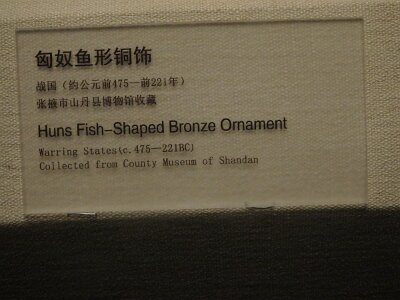 匈奴鱼形铜饰
战国（约公元前475—前221年）
张掖市山丹县博物馆收藏
Huns Fish-Shaped Bronze Ornament
Warring States(c.475—221BC)
Collected from County Museum of Shandan